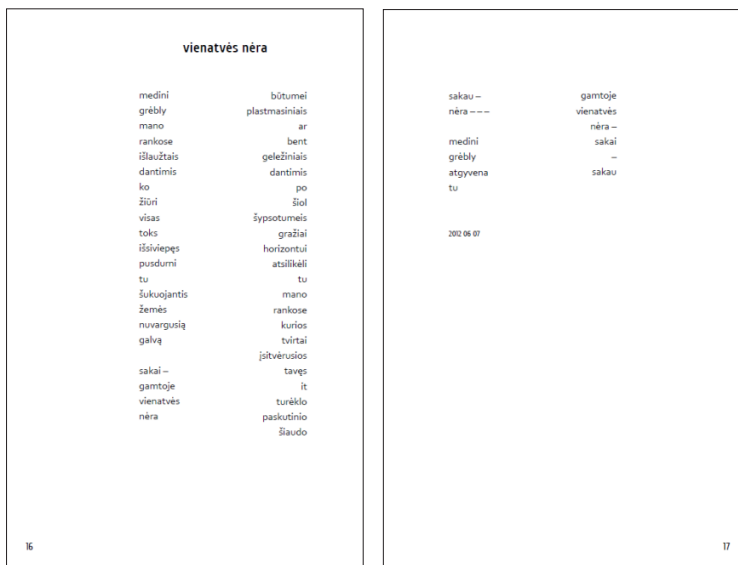 vienatvės nėra
medini
grėbly
mano
rankose
išlaužtais
dantimis
ko
žiūri
visas
toks
išsiviepęs
pusdurni
tu
šukuojantis
žemės
nuvargusią
galvą
sakai –
gamtoje
vienatvės
nėra
būtumei
plastmasiniais
ar
bent
geležiniais
dantimis
po
šiol
šypsotumeis
gražiai
horizontui
atsilikėli
tu
mano
rankose
kurios
tvirtai
įsitvėrusios
tavęs
it
turėklo
paskutinio
šiaudo
16
sakau –
nėra – – –
medini
grėbly
atgyvena
tu
gamtoje
vienatvės
nėra –
sakai
–
sakau
2012 06 07
17